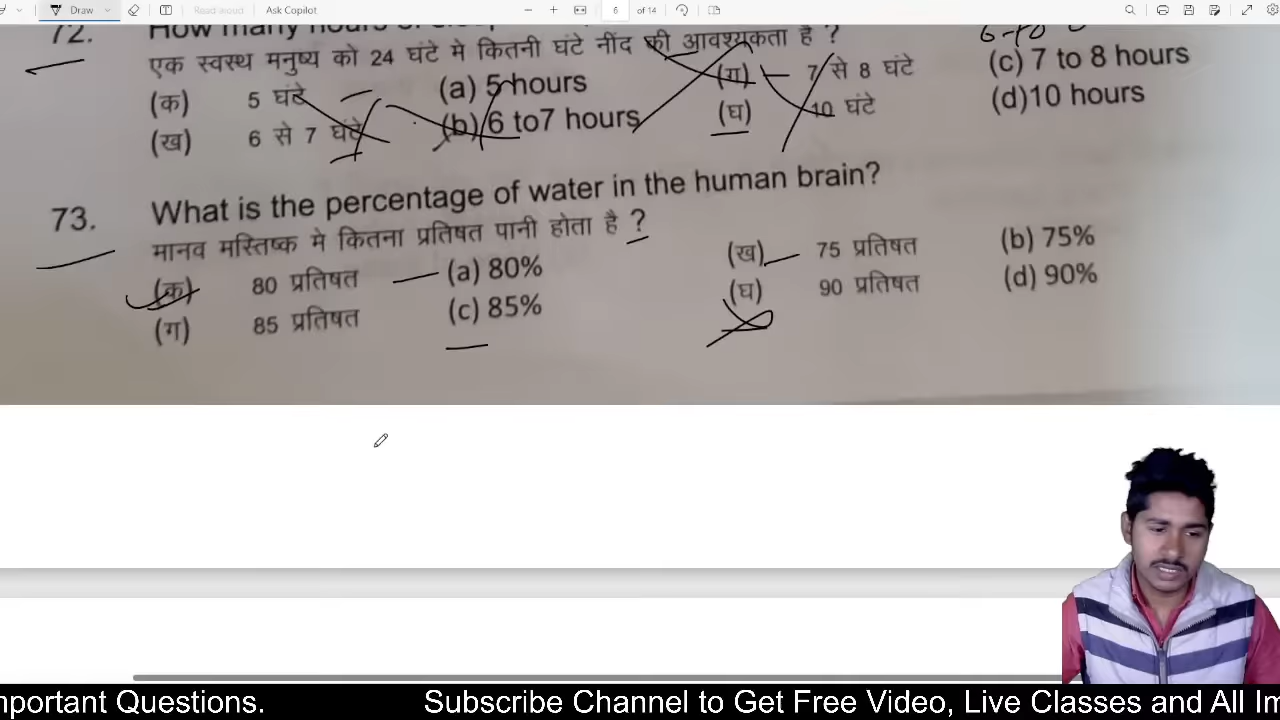 Draw Read aloud Ask Copilot 6 of 14
72. How many hours of
एक स्वस्थ मनुष्य को 24 घंटे मे कितनी घंटे नींद की आवश्यकता है ?
(क) 5 घंटे (a) 5 hours (ग) 7 से 8 घंटे (c) 7 to 8 hours
(ख) 6 से 7 घंटे (b) 6 to7 hours (घ) 10 घंटे (d)10 hours
73. What is the percentage of water in the human brain?
मानव मस्तिष्क मे कितना प्रतिषत पानी होता है ?
(क) 80 प्रतिषत (a) 80% (ख) 75 प्रतिषत (b) 75%
(ग) 85 प्रतिषत (c) 85% (घ) 90 प्रतिषत (d) 90%
mportant Questions. Subscribe Channel to Get Free Video, Live Classes and All Im